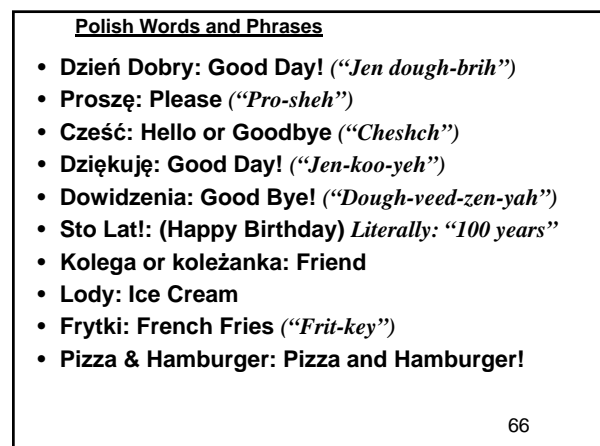 Polish Words and Phrases
• Dzień Dobry: Good Day! (“Jen dough-brih”)
• Proszę: Please (“Pro-sheh”)
• Cześć: Hello or Goodbye (“Cheshch”)
• Dziękuję: Good Day! (“Jen-koo-yeh”)
• Dowidzenia: Good Bye! (“Dough-veed-zen-yah”)
• Sto Lat!: (Happy Birthday) Literally: “100 years”
• Kolega or koleżanka: Friend
• Lody: Ice Cream
• Frytki: French Fries (“Frit-key”)
• Pizza & Hamburger: Pizza and Hamburger!
66